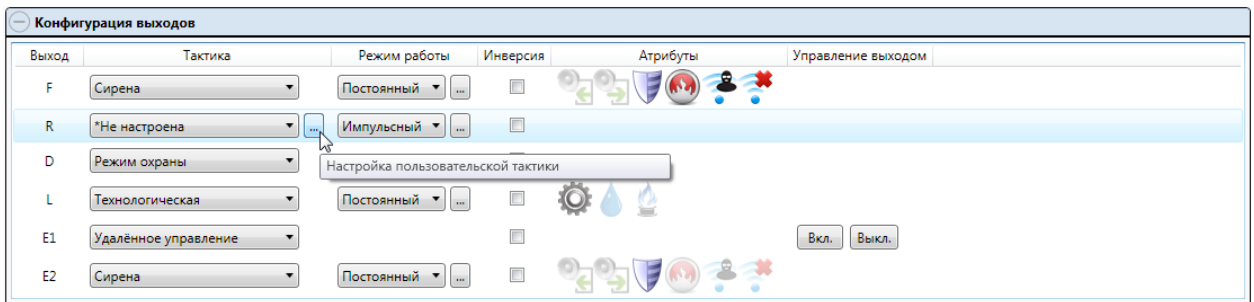 Конфигурация выходов
Выход Тактика Режим работы Инверсия Атрибуты Управление выходом
F Сирена Постоянный ...
R *Не настроена ... Импульсный ...
D Режим охраны Настройка пользовательской тактики
L Технологическая Постоянный ...
E1 Удалённое управление Вкл. Выкл.
E2 Сирена Постоянный ...